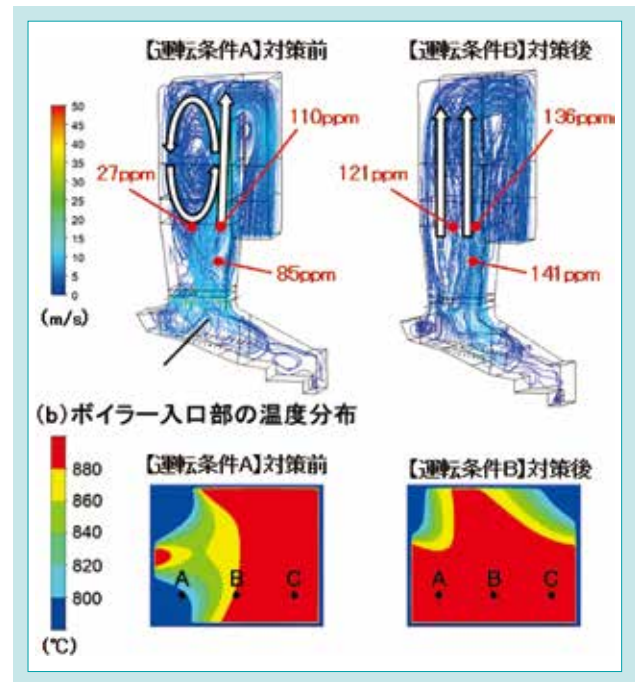 【運転条件A】対策前
【運転条件B】対策後
50
45
40
35
30
25
20
15
10
5
0
(m/s)
110ppm
27ppm
85ppm
136ppm
121ppm
141ppm
(b)ボイラー入口部の温度分布
【運転条件A】対策前
【運転条件B】対策後
880
860
840
820
800
(℃)
A B C
A B C